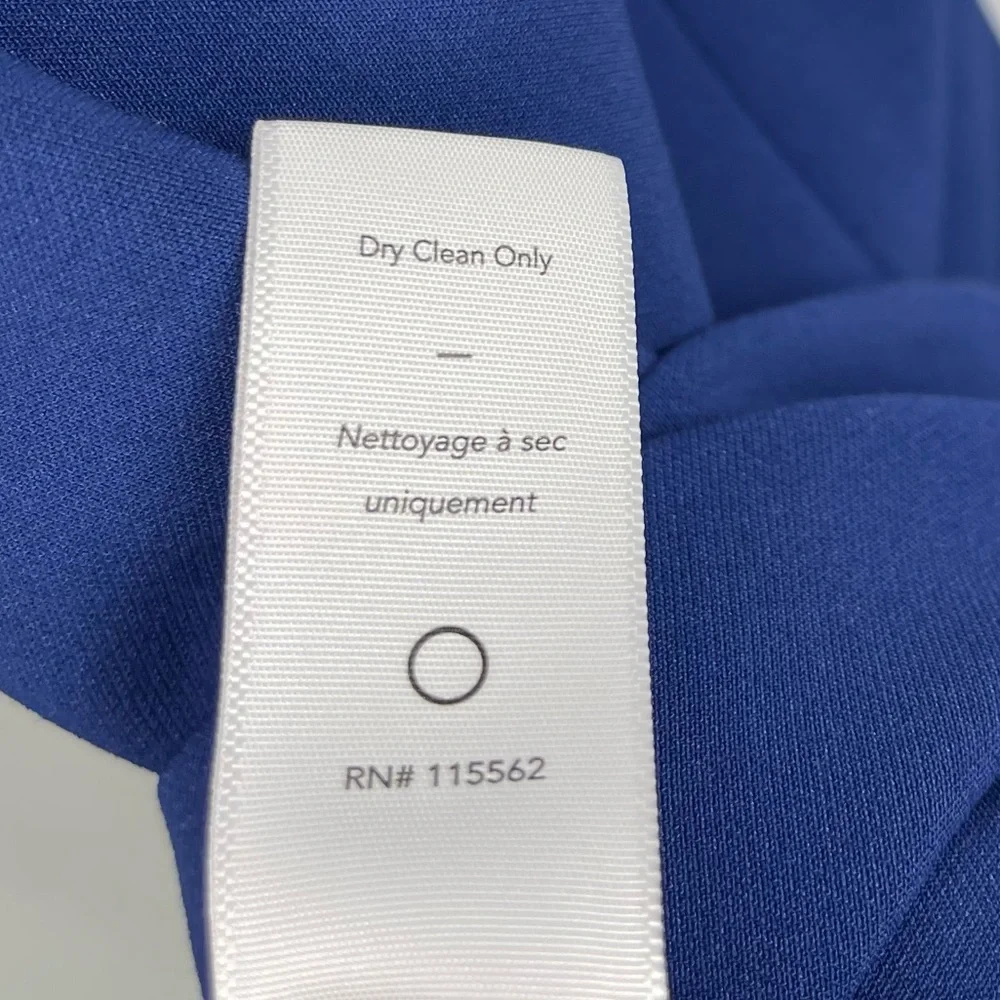 Dry Clean Only
—
Nettoyage à sec
uniquement
RN# 115562